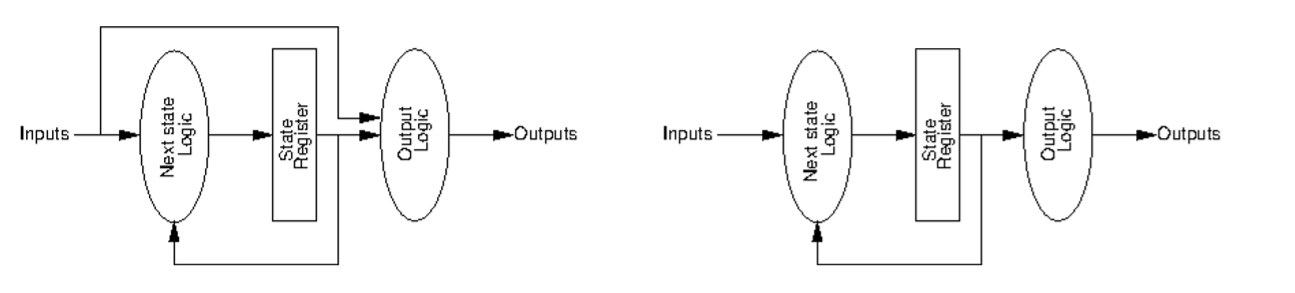 Inputs
Next state
Logic
State
Register
Output
Logic
Outputs
Inputs
Next state
Logic
State
Register
Output
Logic
Outputs